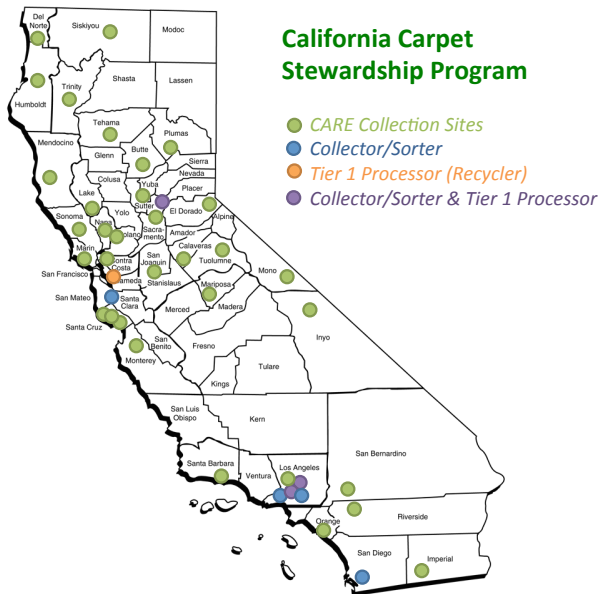 California Carpet
Stewardship Program
CARE Collection Sites
Collector/Sorter
Tier 1 Processor (Recycler)
Collector/Sorter & Tier 1 Processor
Del
Norte
Siskiyou
Modoc
Humboldt
Trinity
Shasta
Lassen
Tehama
Plumas
Mendocino
Glenn
Butte
Sierra
Nevada
Colusa
Yuba
Placer
Lake
Sutter
El Dorado
Alpine
Sonoma
Napa
Yolo
Sacra-
mento
Amador
Solano
Calaveras
Marin
Contra
Costa
San
Joaquin
Tuolumne
San Francisco
Alameda
Stanislaus
Mono
San Mateo
Santa
Clara
Mariposa
Merced
Madera
Santa Cruz
San
Benito
Fresno
Inyo
Monterey
Kings
Tulare
San Luis
Obispo
Kern
San Bernardino
Santa Barbara
Ventura
Los Angeles
Orange
Riverside
San Diego
Imperial